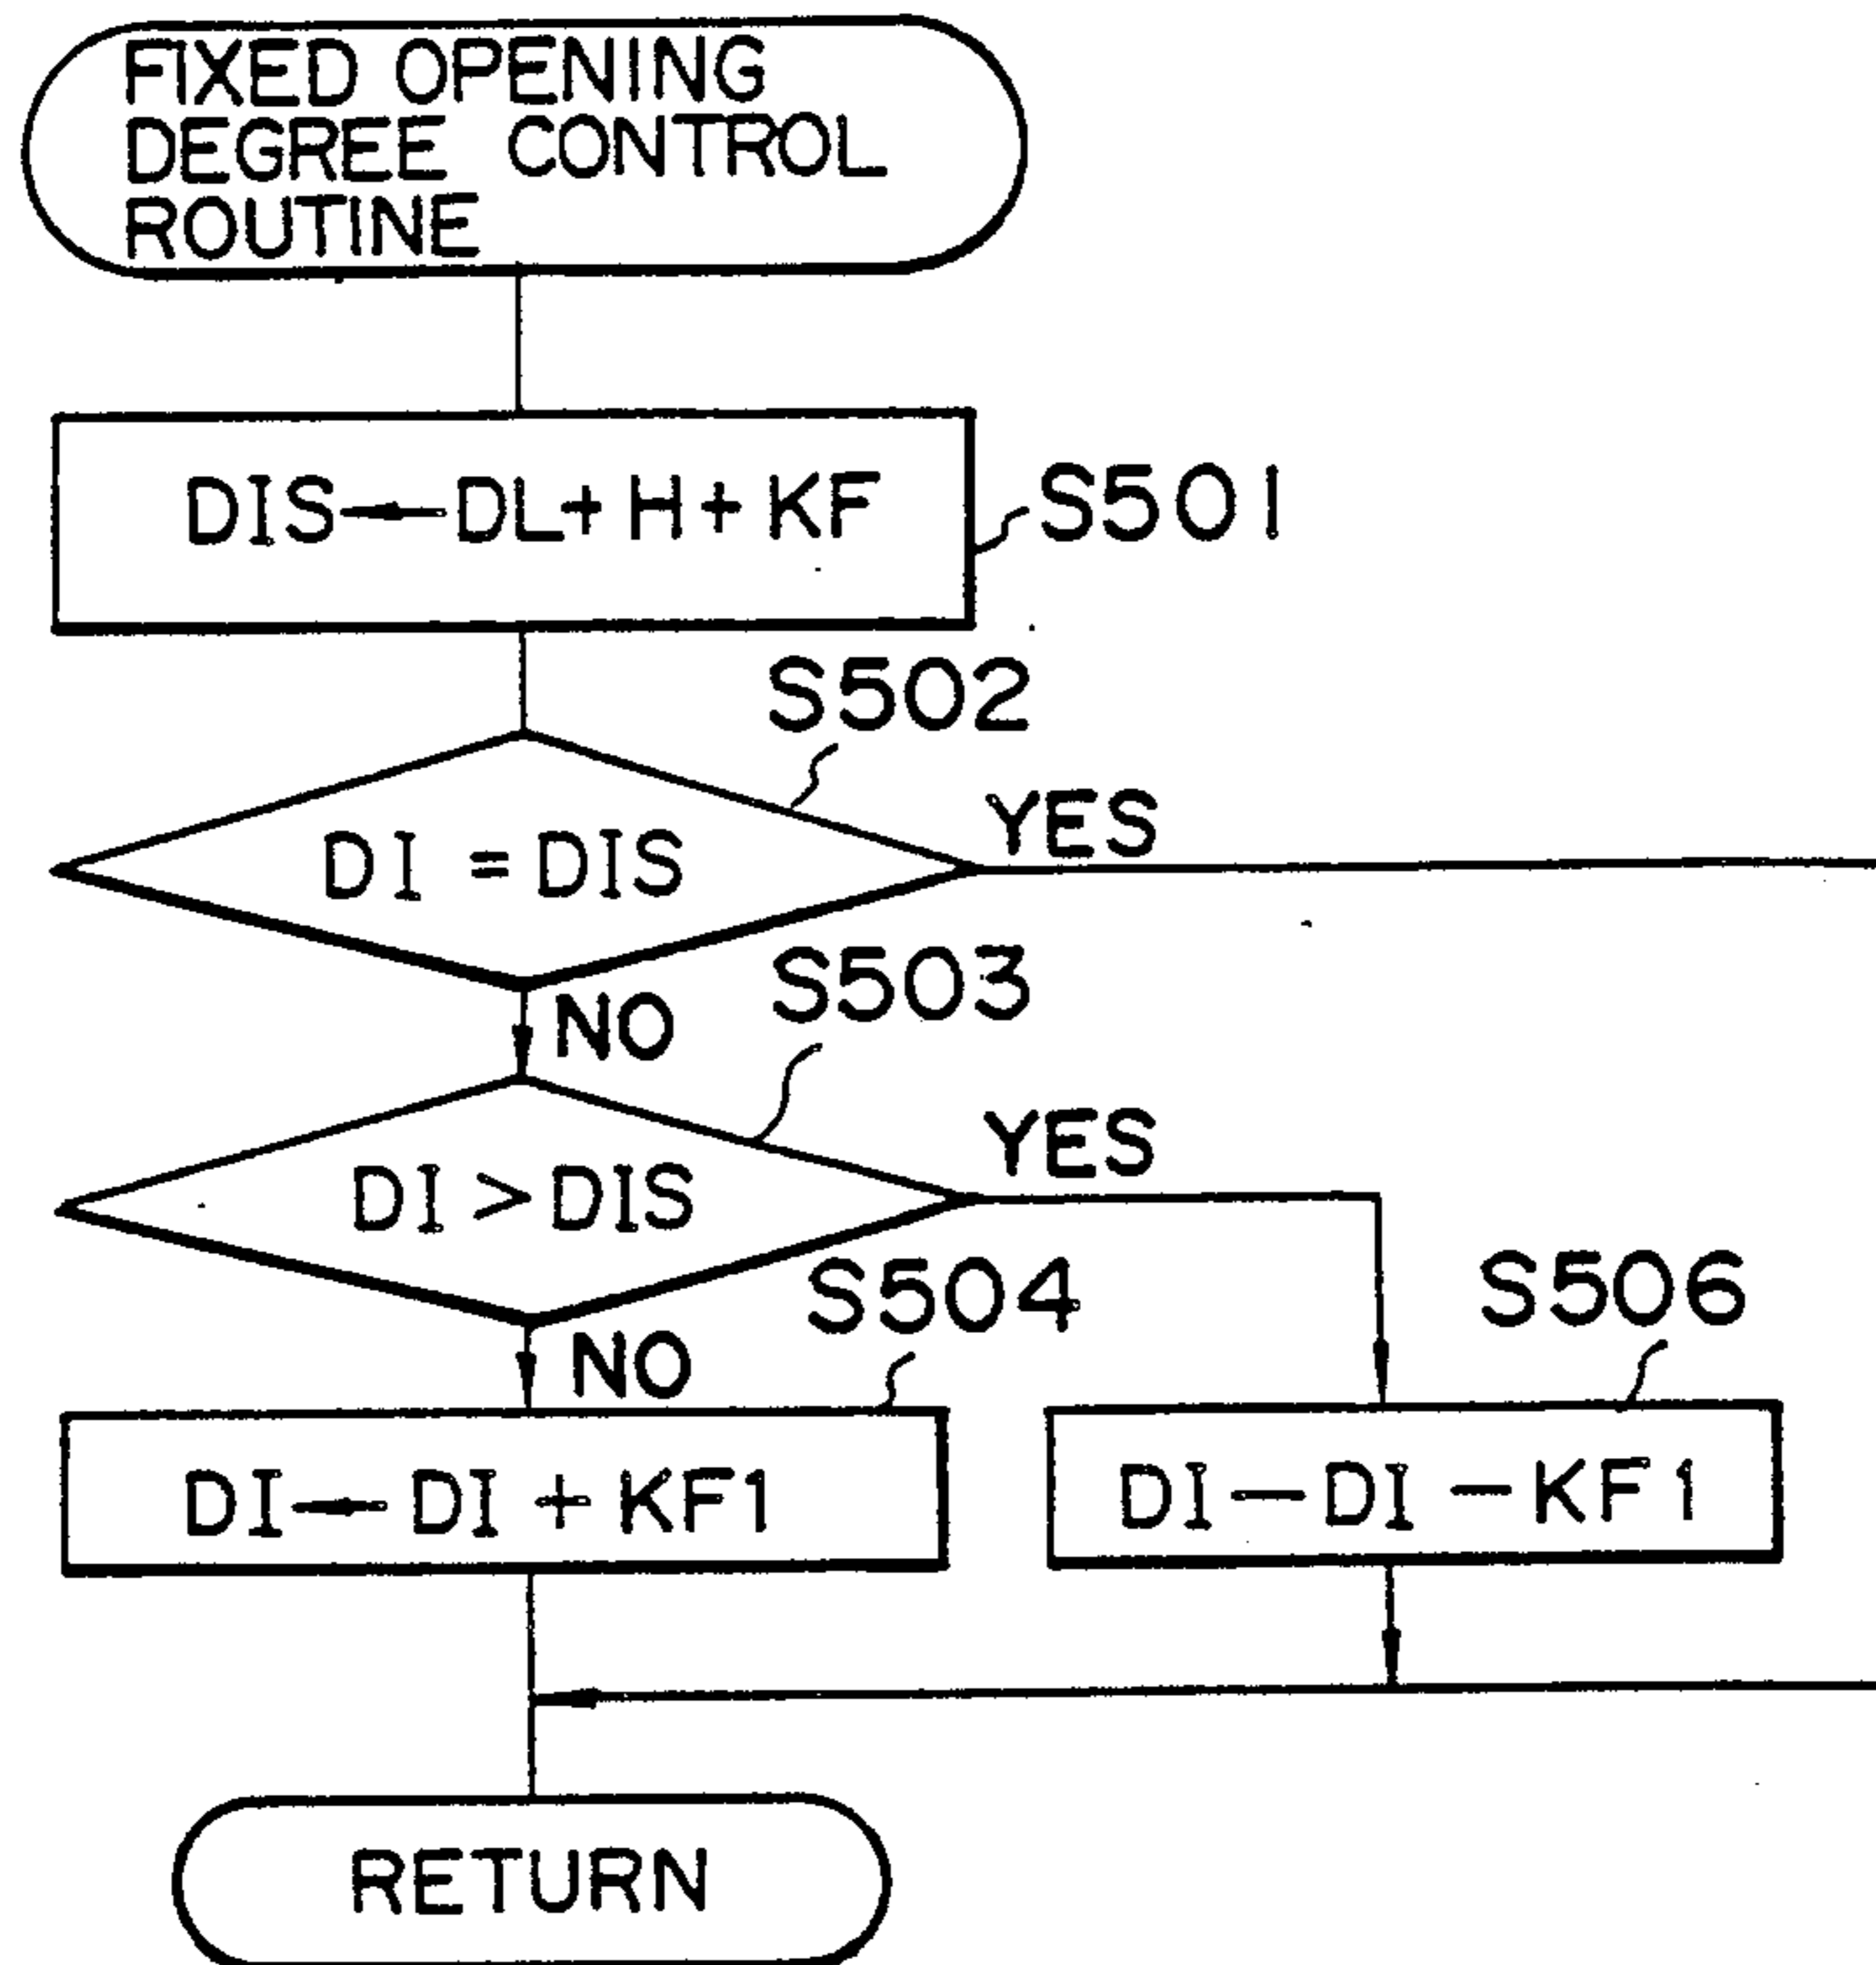 FIXED OPENING
DEGREE CONTROL
ROUTINE
DIS←DL+H+KF
S501
S502
DI = DIS
YES
NO
S503
DI > DIS
YES
NO
S504
S506
DI—DI + KF1
DI—DI—KF1
RETURN